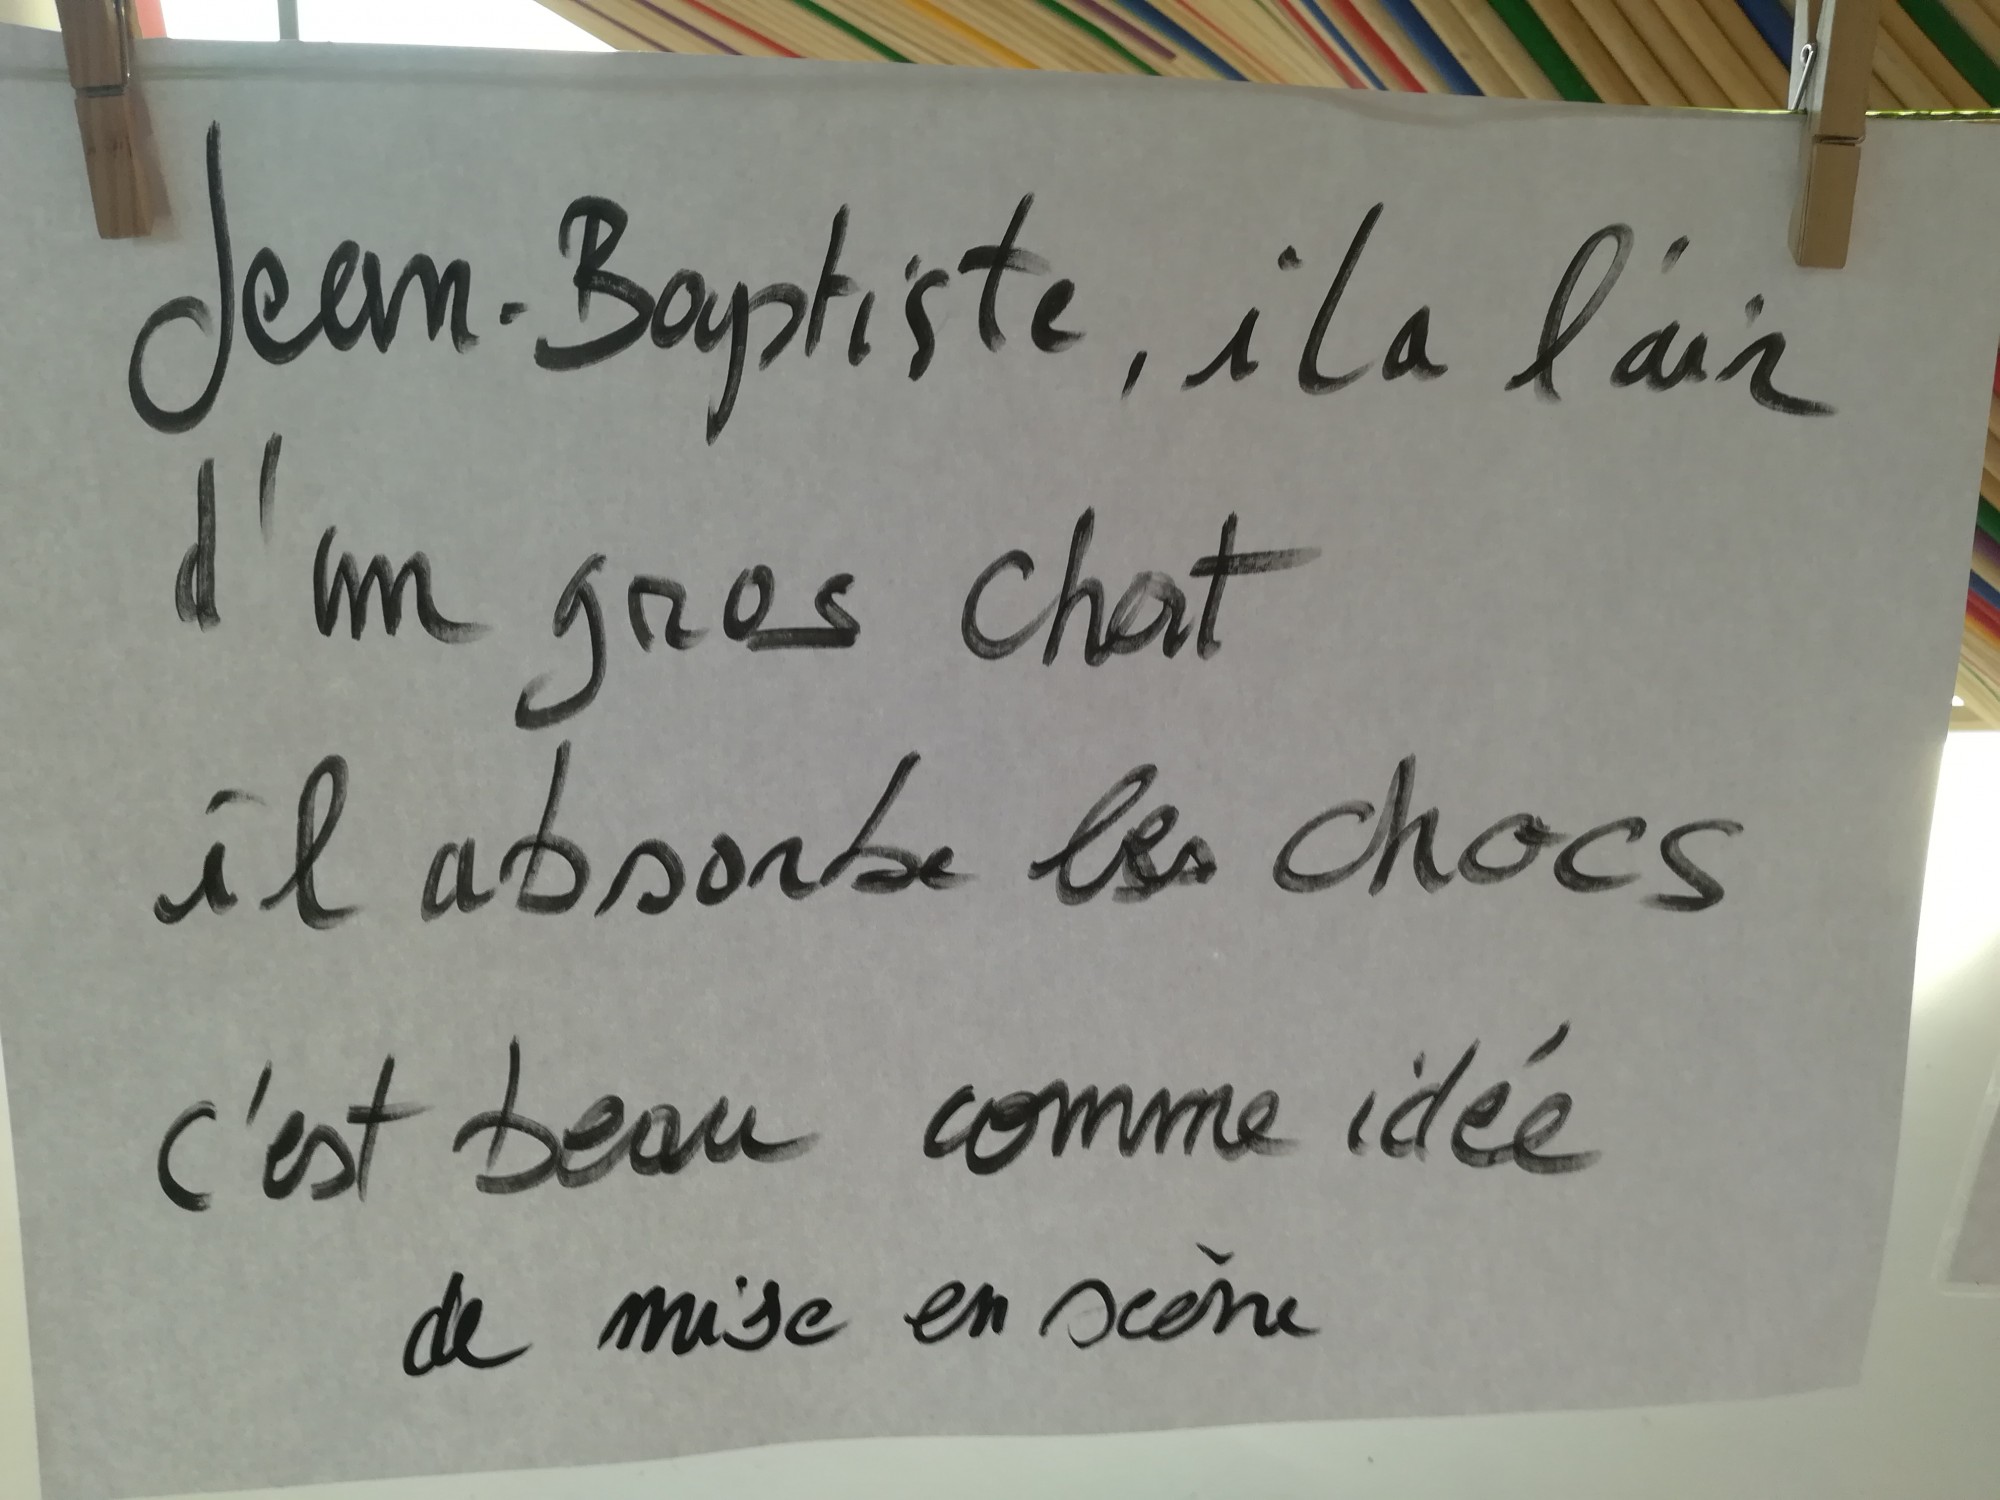 Jean-Baptiste, il a l'air
d'un gros chat
il absorbe les chocs
c'est beau comme idée
de mise en scène